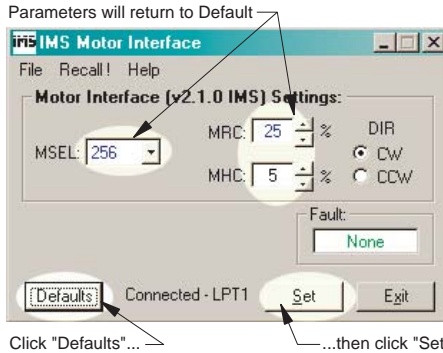 Parameters will return to Default
ims IMS Motor Interface
File Recall! Help
Motor Interface (v2.1.0 IMS) Settings:
MSEL: 256
MRC: 25 %
DIR
CW
MHC: 5 %
CCW
Fault:
None
Defaults
Connected - LPT1
Set
Exit
Click "Defaults"...
...then click "Set